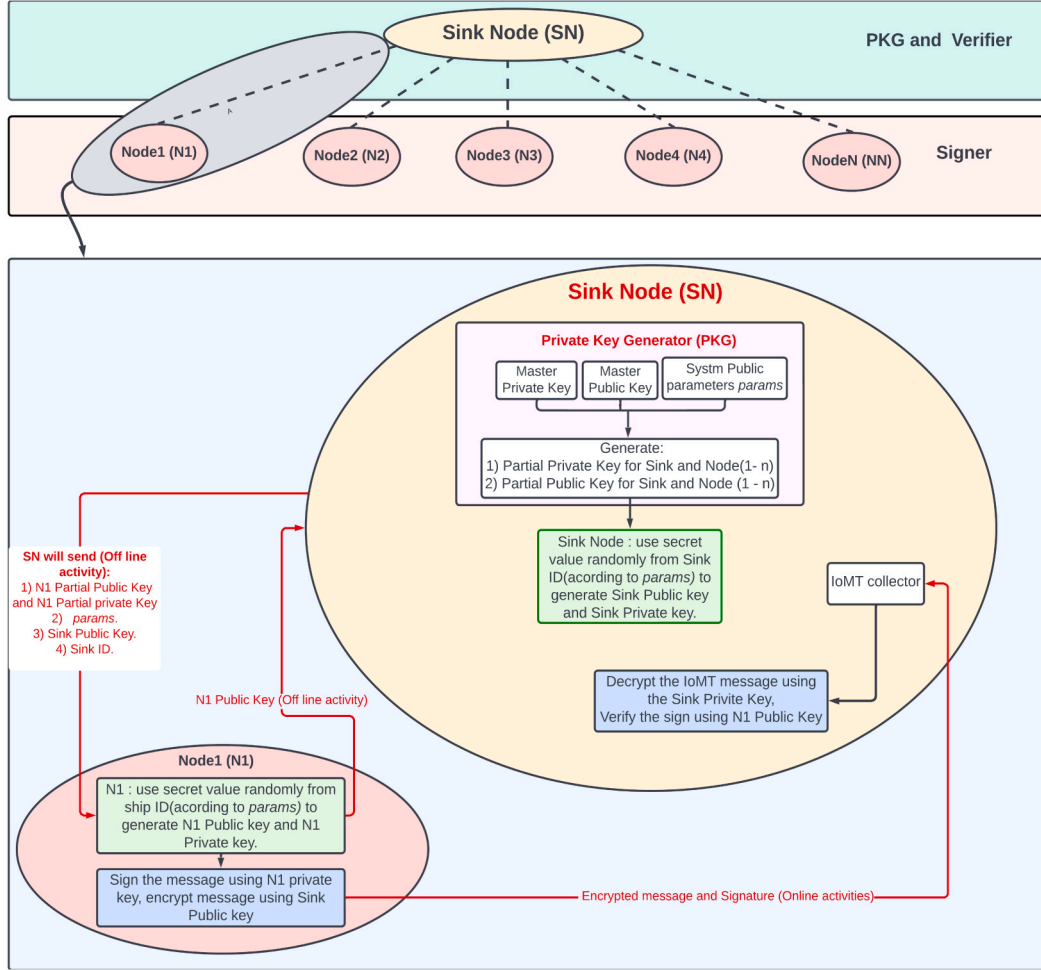 Sink Node (SN)
PKG and Verifier
A
Node1 (N1)
Node2 (N2)
Node3 (N3)
Node4 (N4)
NodeN (NN)
Signer
Sink Node (SN)
Private Key Generator (PKG)
Master
Private Key
Master
Public Key
Systm Public
parameters params
Generate:
1) Partial Private Key for Sink and Node(1- n)
2) Partial Public Key for Sink and Node (1 - n)
Sink Node : use secret
value randomly from Sink
ID(acording to params) to
generate Sink Public key
and Sink Private key.
IoMT collector
Decrypt the IoMT message using
the Sink Privite Key,
Verify the sign using N1 Public Key
SN will send (Off line
activity):
1) N1 Partial Public Key
and N1 Partial private Key
2) params.
3) Sink Public Key.
4) Sink ID.
N1 Public Key (Off line activity)
Node1 (N1)
N1 : use secret value randomly from
ship ID(acording to params) to
generate N1 Public key and N1
Private key.
Sign the message using N1 private
key, encrypt message using Sink
Public key
Encrypted message and Signature (Online activities)